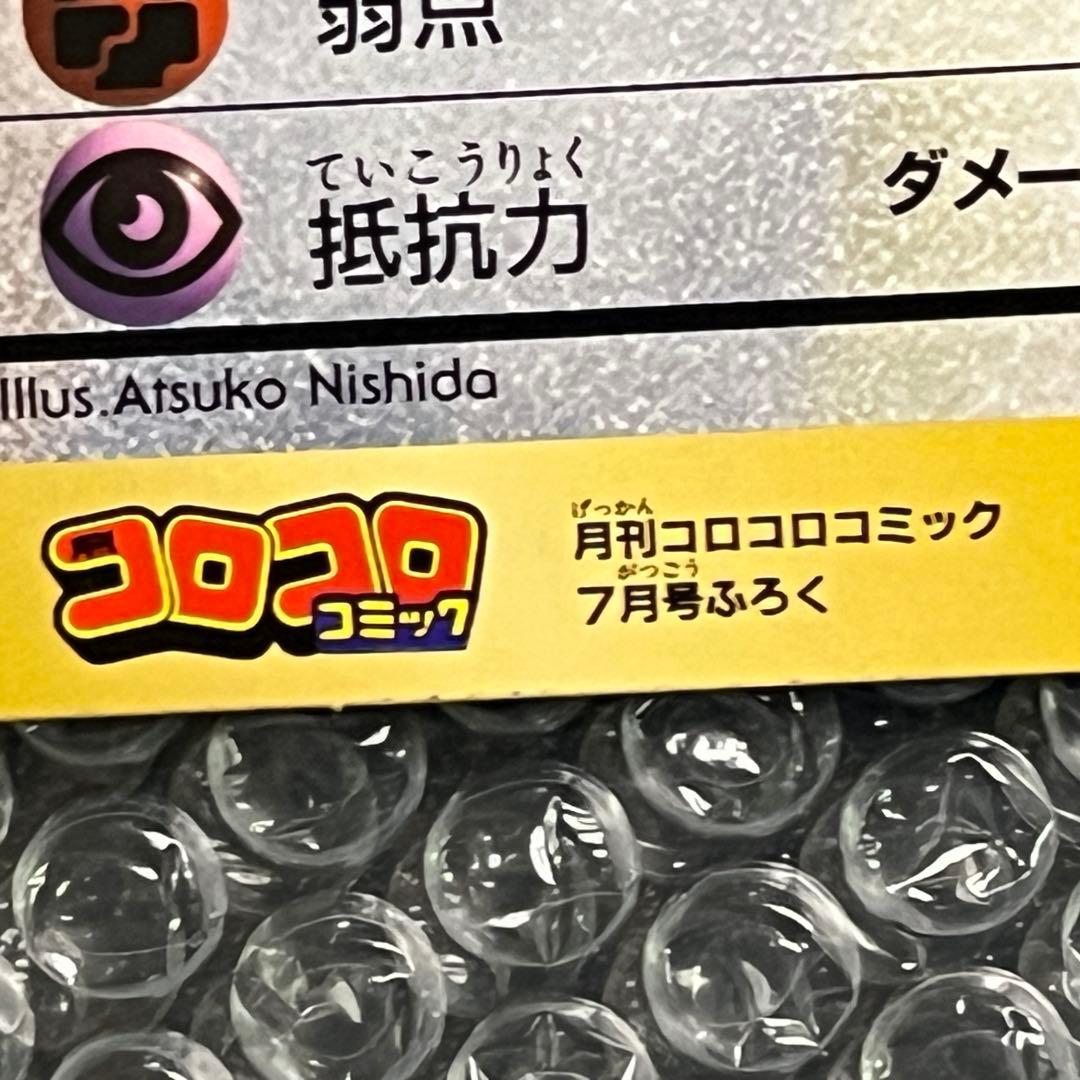 弱点
ていこうりょく
抵抗力
ダメー
Illus.Atsuko Nishida
コロコロ
コミック
げっかん
月刊コロコロコミック
がつごう
7月号ふろく